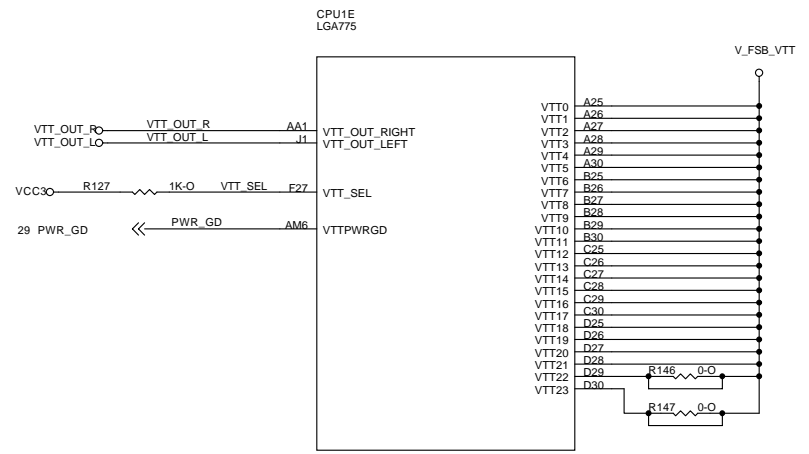 CPU1E
LGA775
V_FSB_VTT
VTT_OUT_R VTT_OUT_R AA1 VTT_OUT_RIGHT
VTT_OUT_L VTT_OUT_L J1 VTT_OUT_LEFT
VCC3 R127 1K-O VTT_SEL F27 VTT_SEL
29 PWR_GD PWR_GD AM6 VTTPWRGD
VTT0 A25
VTT1 A26
VTT2 A27
VTT3 A28
VTT4 A29
VTT5 A30
VTT6 B25
VTT7 B26
VTT8 B27
VTT9 B28
VTT10 B29
VTT11 B30
VTT12 C25
VTT13 C26
VTT14 C27
VTT15 C28
VTT16 C29
VTT17 C30
VTT18 D25
VTT19 D26
VTT20 D27
VTT21 D28
VTT22 D29 R146 0-O
VTT23 D30
R147 0-O